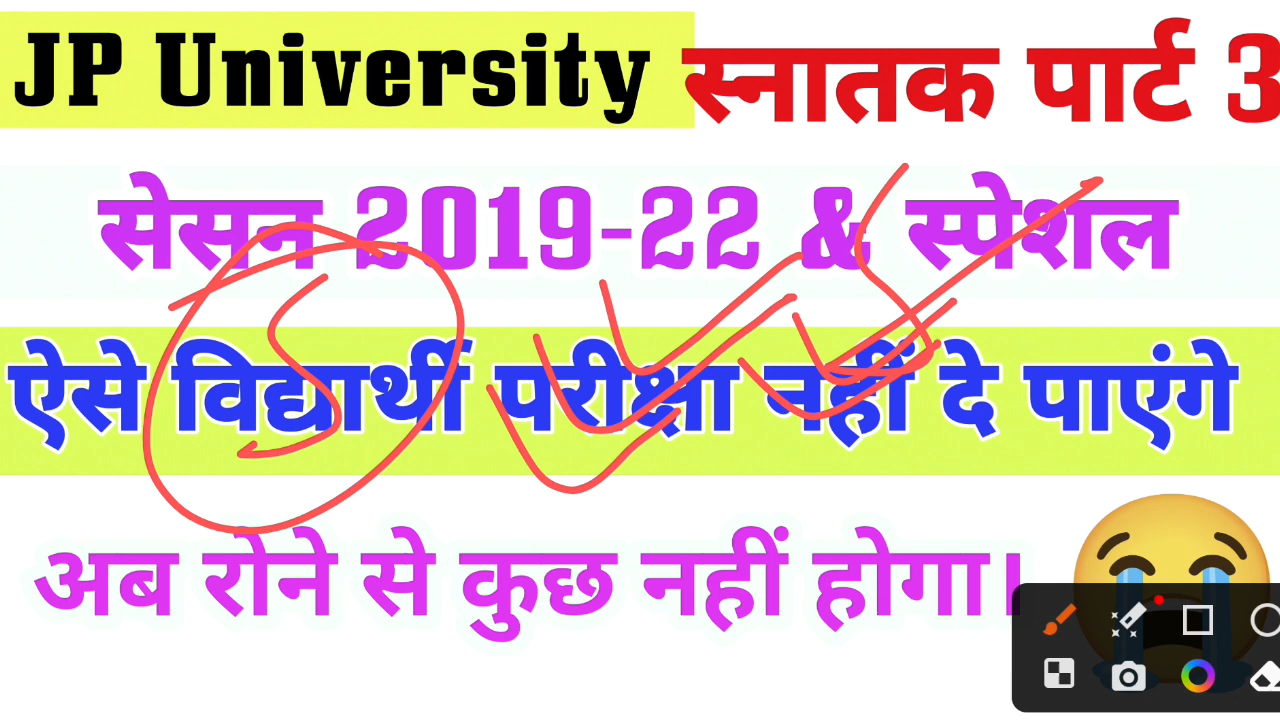 JP University स्नातक पार्ट 3
सेसन 2019-22 & स्पेशल
ऐसे विद्यार्थी परीक्षा नहीं दे पाएंगे
अब रोने से कुछ नहीं होगा।